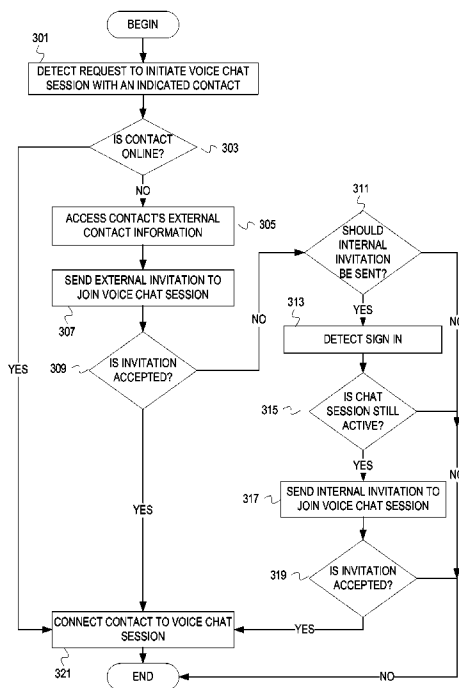 BEGIN
301
DETECT REQUEST TO INITIATE VOICE CHAT
SESSION WITH AN INDICATED CONTACT
IS CONTACT
ONLINE?
303
NO
ACCESS CONTACT'S EXTERNAL
CONTACT INFORMATION
305
SEND EXTERNAL INVITATION TO
JOIN VOICE CHAT SESSION
307
309
IS INVITATION
ACCEPTED?
NO
YES
YES
311
SHOULD
INTERNAL
INVITATION
BE SENT?
YES
NO
313
DETECT SIGN IN
315
IS CHAT
SESSION STILL
ACTIVE?
YES
NO
317
SEND INTERNAL INVITATION TO
JOIN VOICE CHAT SESSION
319
IS INVITATION
ACCEPTED?
YES
NO
CONNECT CONTACT TO VOICE CHAT
SESSION
321
END